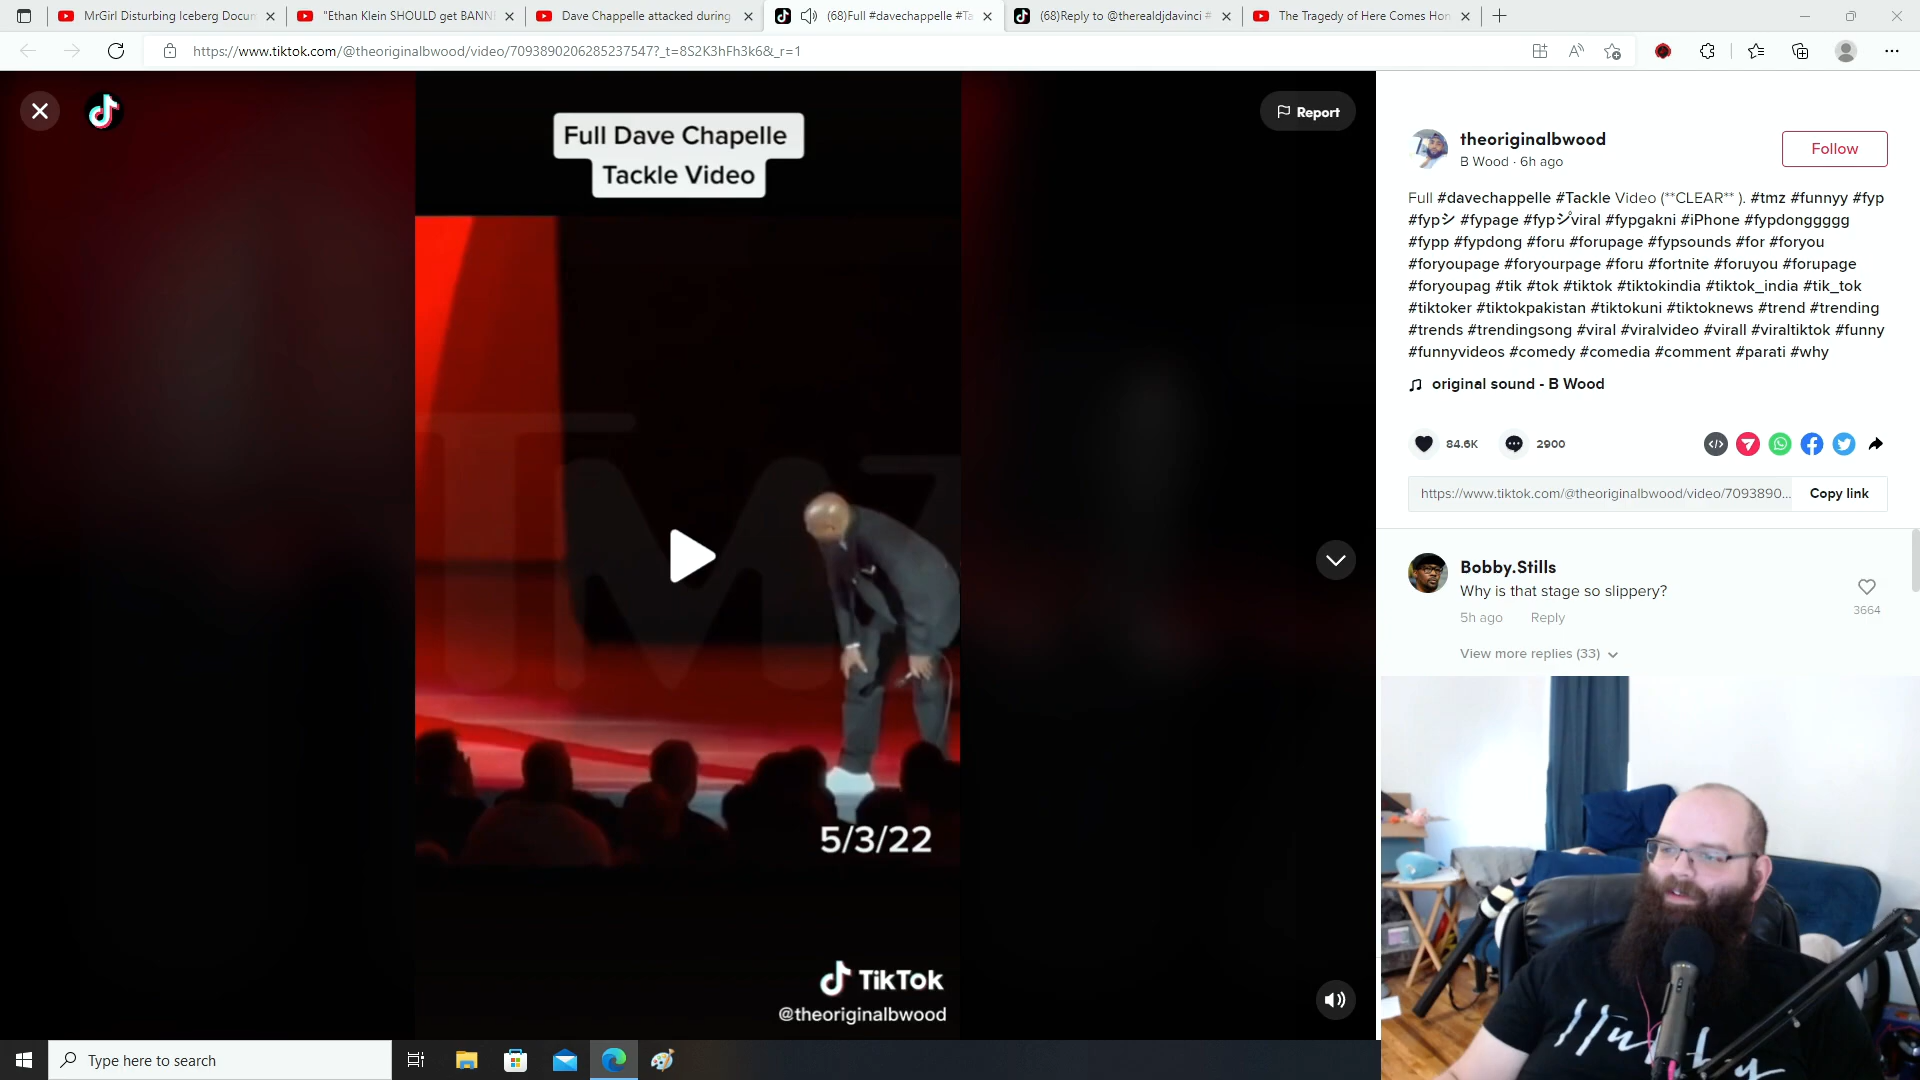 MrGirl Disturbing Iceberg Docum
"Ethan Klein SHOULD get BANN
Dave Chappelle attacked during
(68)Full #davechappelle #Ta
(68)Reply to @therealdjdavinci #
The Tragedy of Here Comes Hon
https://www.tiktok.com/@theoriginalbwood/video/7093890206285237547?_t=8S2K3hFh3k6&_r=1
Report
Full Dave Chapelle
Tackle Video
TMZ
5/3/22
TikTok
@theoriginalbwood
theoriginalbwood
B Wood · 6h ago
Follow
Full #davechappelle #Tackle Video (**CLEAR** ). #tmz #funnyy #fyp
#fypシ #fypage #fypシ゚viral #fypgakni #iPhone #fypdonggggg
#fypp #fypdong #foru #forupage #fypsounds #for #foryou
#foryoupage #foryourpage #foru #fortnite #foruyou #forupage
#foryoupag #tik #tok #tiktok #tiktokindia #tiktok_india #tik_tok
#tiktoker #tiktokpakistan #tiktokuni #tiktoknews #trend #trending
#trends #trendingsong #viral #viralvideo #virall #viraltiktok #funny
#funnyvideos #comedy #comedia #comment #parati #why
original sound - B Wood
84.6K
2900
https://www.tiktok.com/@theoriginalbwood/video/7093890...
Copy link
Bobby.Stills
Why is that stage so slippery?
3664
5h ago Reply
View more replies (33)
Type here to search